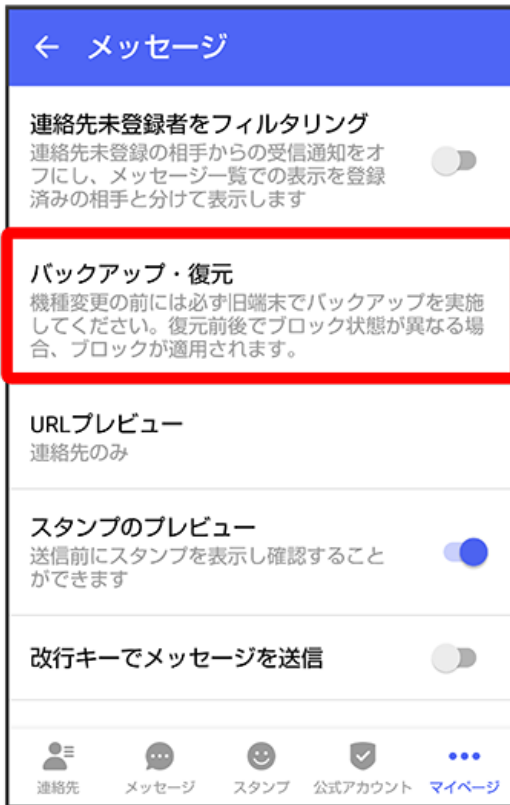 ← メッセージ
連絡先未登録者をフィルタリング
連絡先未登録の相手からの受信通知をオ
フにし、メッセージ一覧での表示を登録
済みの相手と分けて表示します
バックアップ・復元
機種変更の前には必ず旧端末でバックアップを実施
してください。復元前後でブロック状態が異なる場
合、ブロックが適用されます。
URLプレビュー
連絡先のみ
スタンプのプレビュー
送信前にスタンプを表示し確認すること
ができます
改行キーでメッセージを送信
連絡先 メッセージ スタンプ 公式アカウント マイページ